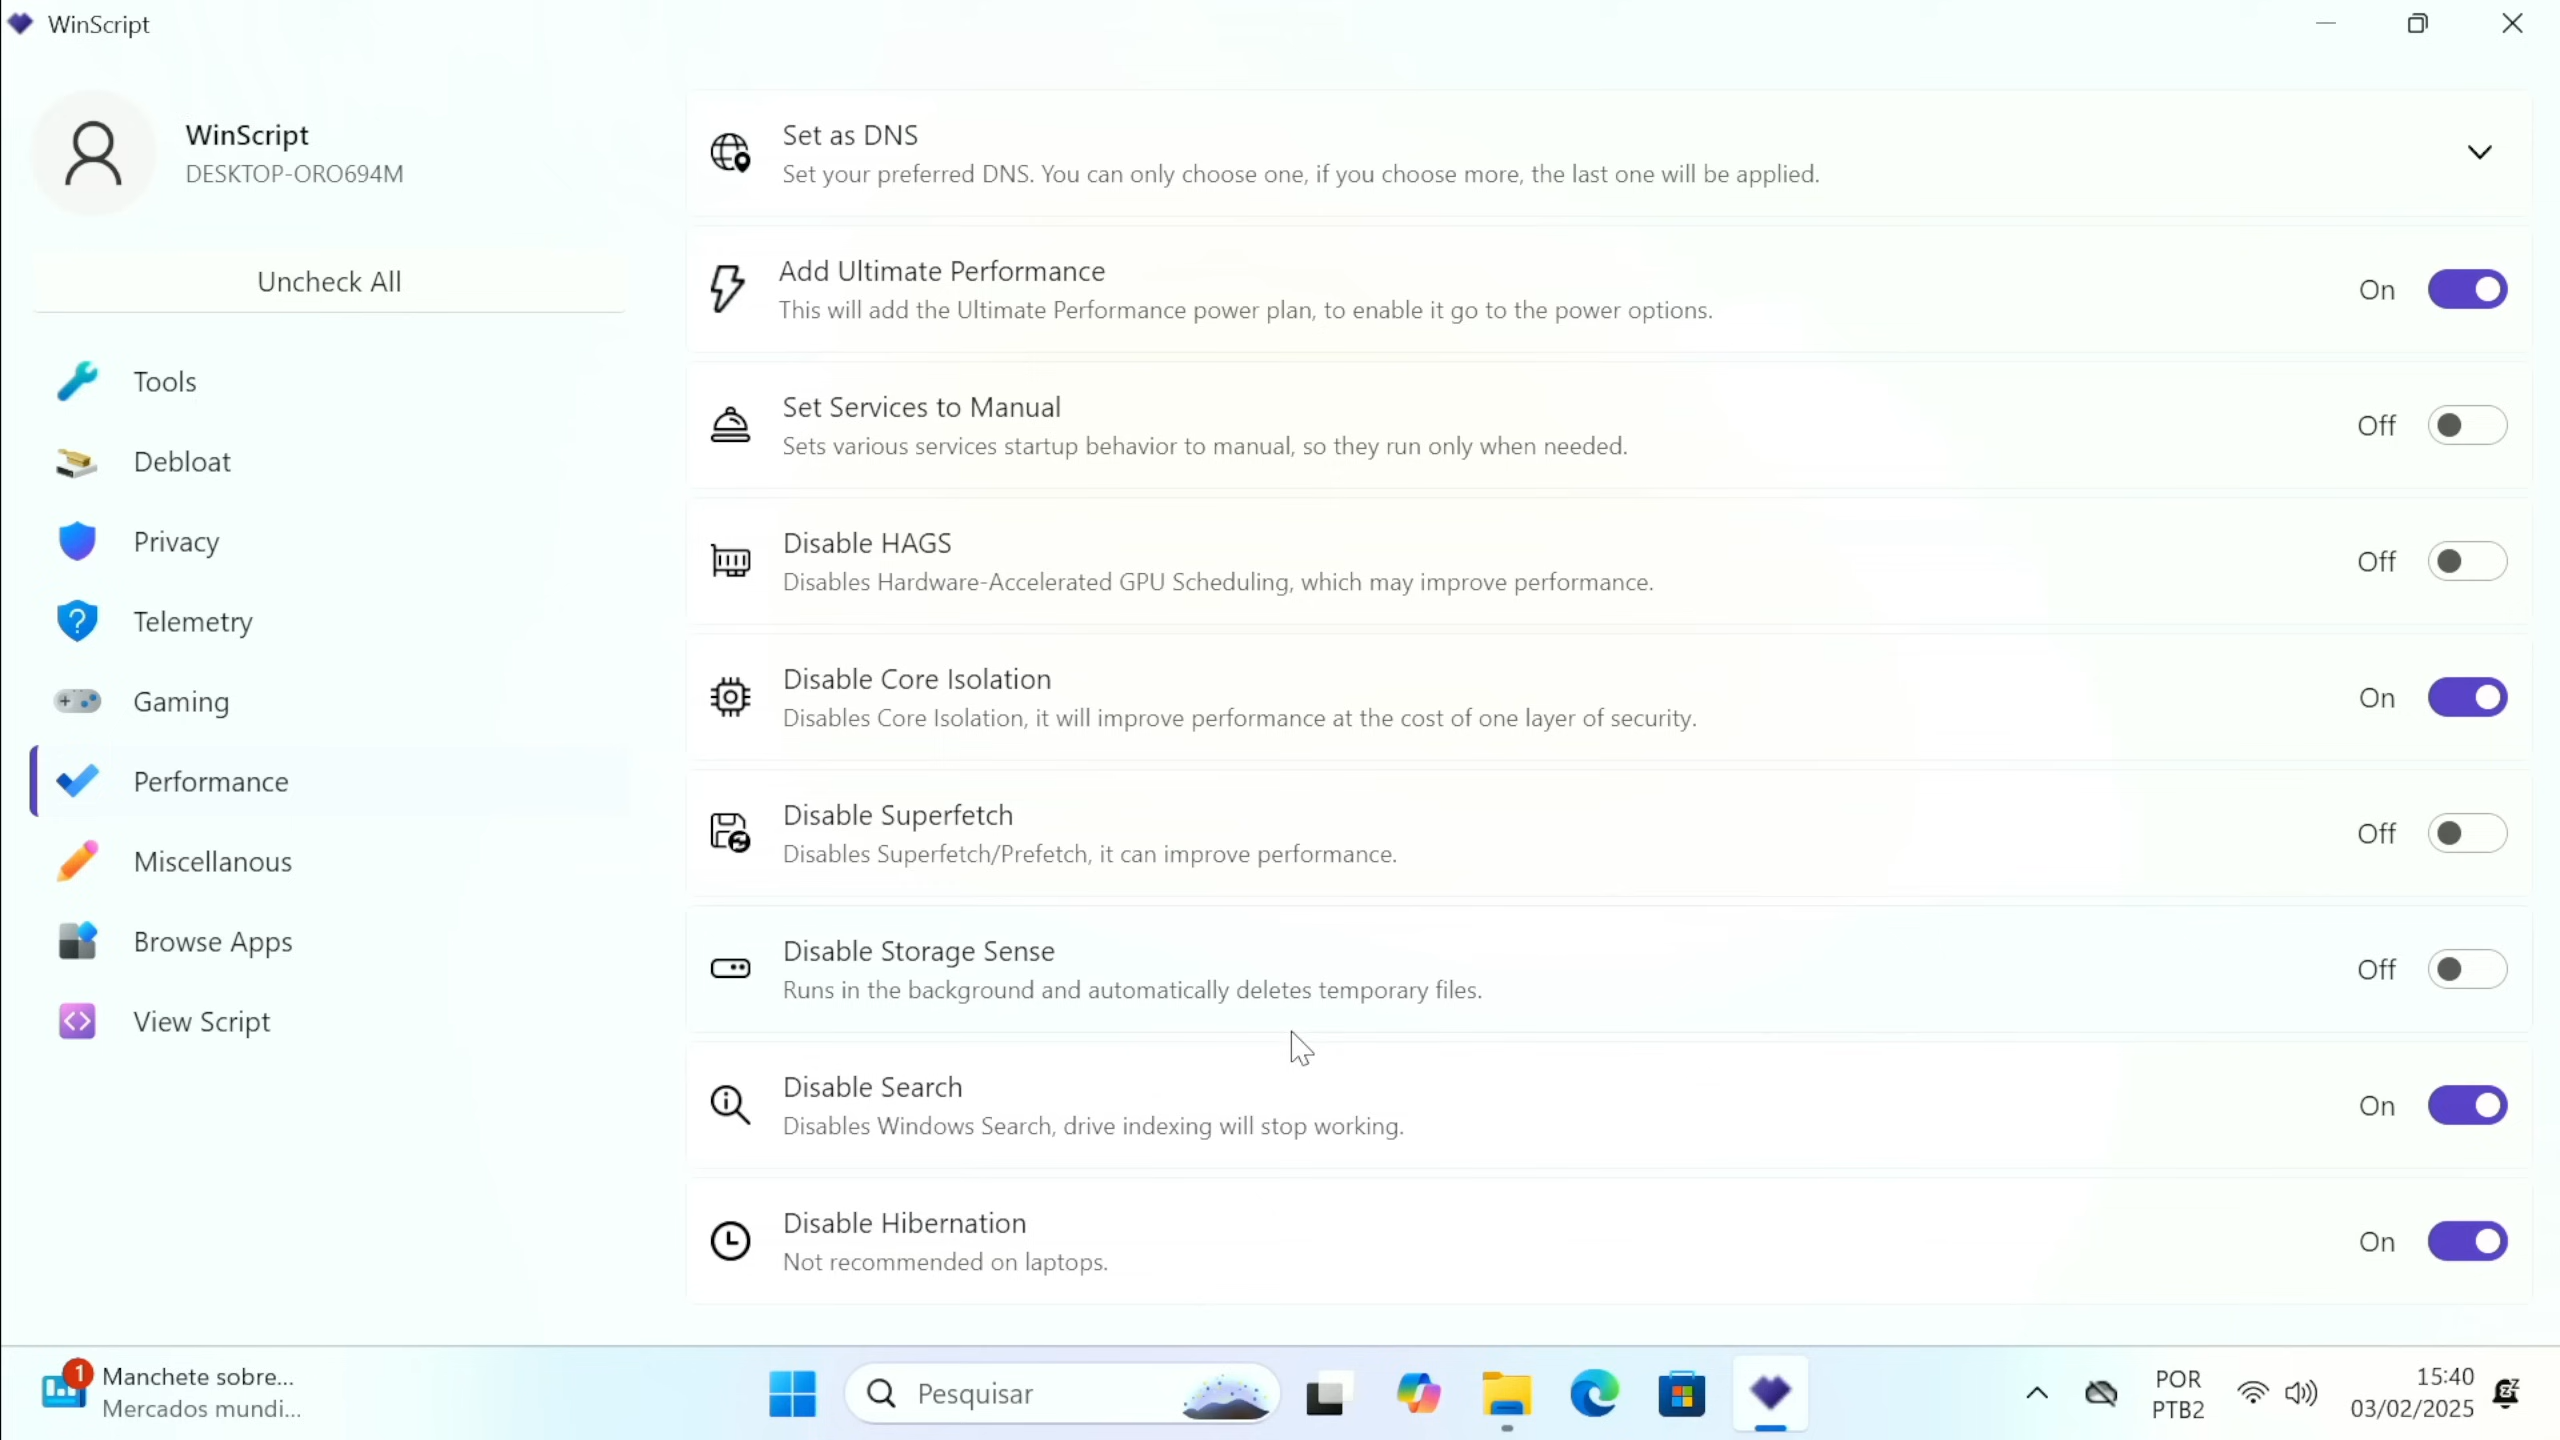 WinScript
WinScript
DESKTOP-ORO694M
Uncheck All
Tools
Debloat
Privacy
Telemetry
Gaming
Performance
Miscellanous
Browse Apps
View Script
Set as DNS
Set your preferred DNS. You can only choose one, if you choose more, the last one will be applied.
Add Ultimate Performance
This will add the Ultimate Performance power plan, to enable it go to the power options.
On
Set Services to Manual
Sets various services startup behavior to manual, so they run only when needed.
Off
Disable HAGS
Disables Hardware-Accelerated GPU Scheduling, which may improve performance.
Off
Disable Core Isolation
Disables Core Isolation, it will improve performance at the cost of one layer of security.
On
Disable Superfetch
Disables Superfetch/Prefetch, it can improve performance.
Off
Disable Storage Sense
Runs in the background and automatically deletes temporary files.
Off
Disable Search
Disables Windows Search, drive indexing will stop working.
On
Disable Hibernation
Not recommended on laptops.
On
1
Manchete sobre...
Mercados mundi...
Pesquisar
POR
PTB2
15:40
03/02/2025